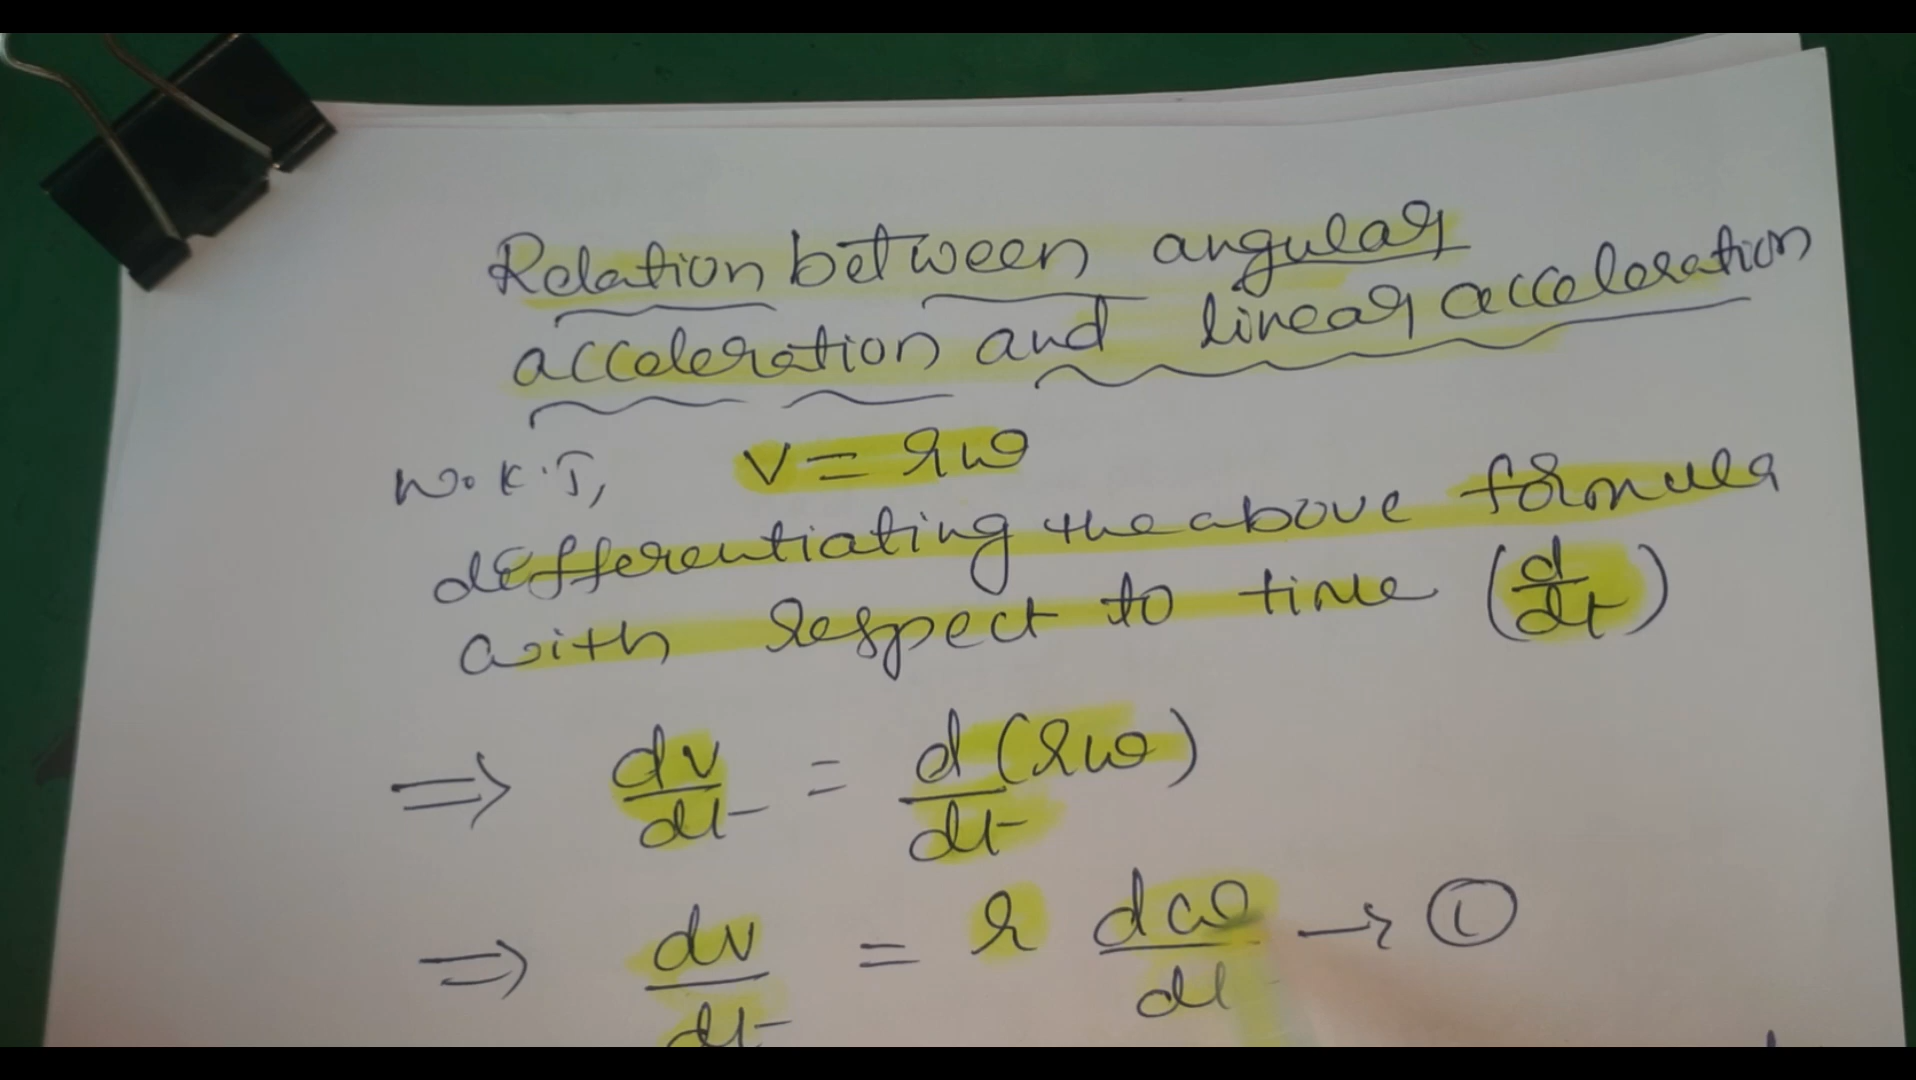 Relation between angular
acceleration and linear acceleration
W.K.T, V = rω
differentiating the above formula
with respect to time (d/dt)
⇒ dv/dt = d/dt (rω)
⇒ dv/dt = r dω/dt → ①